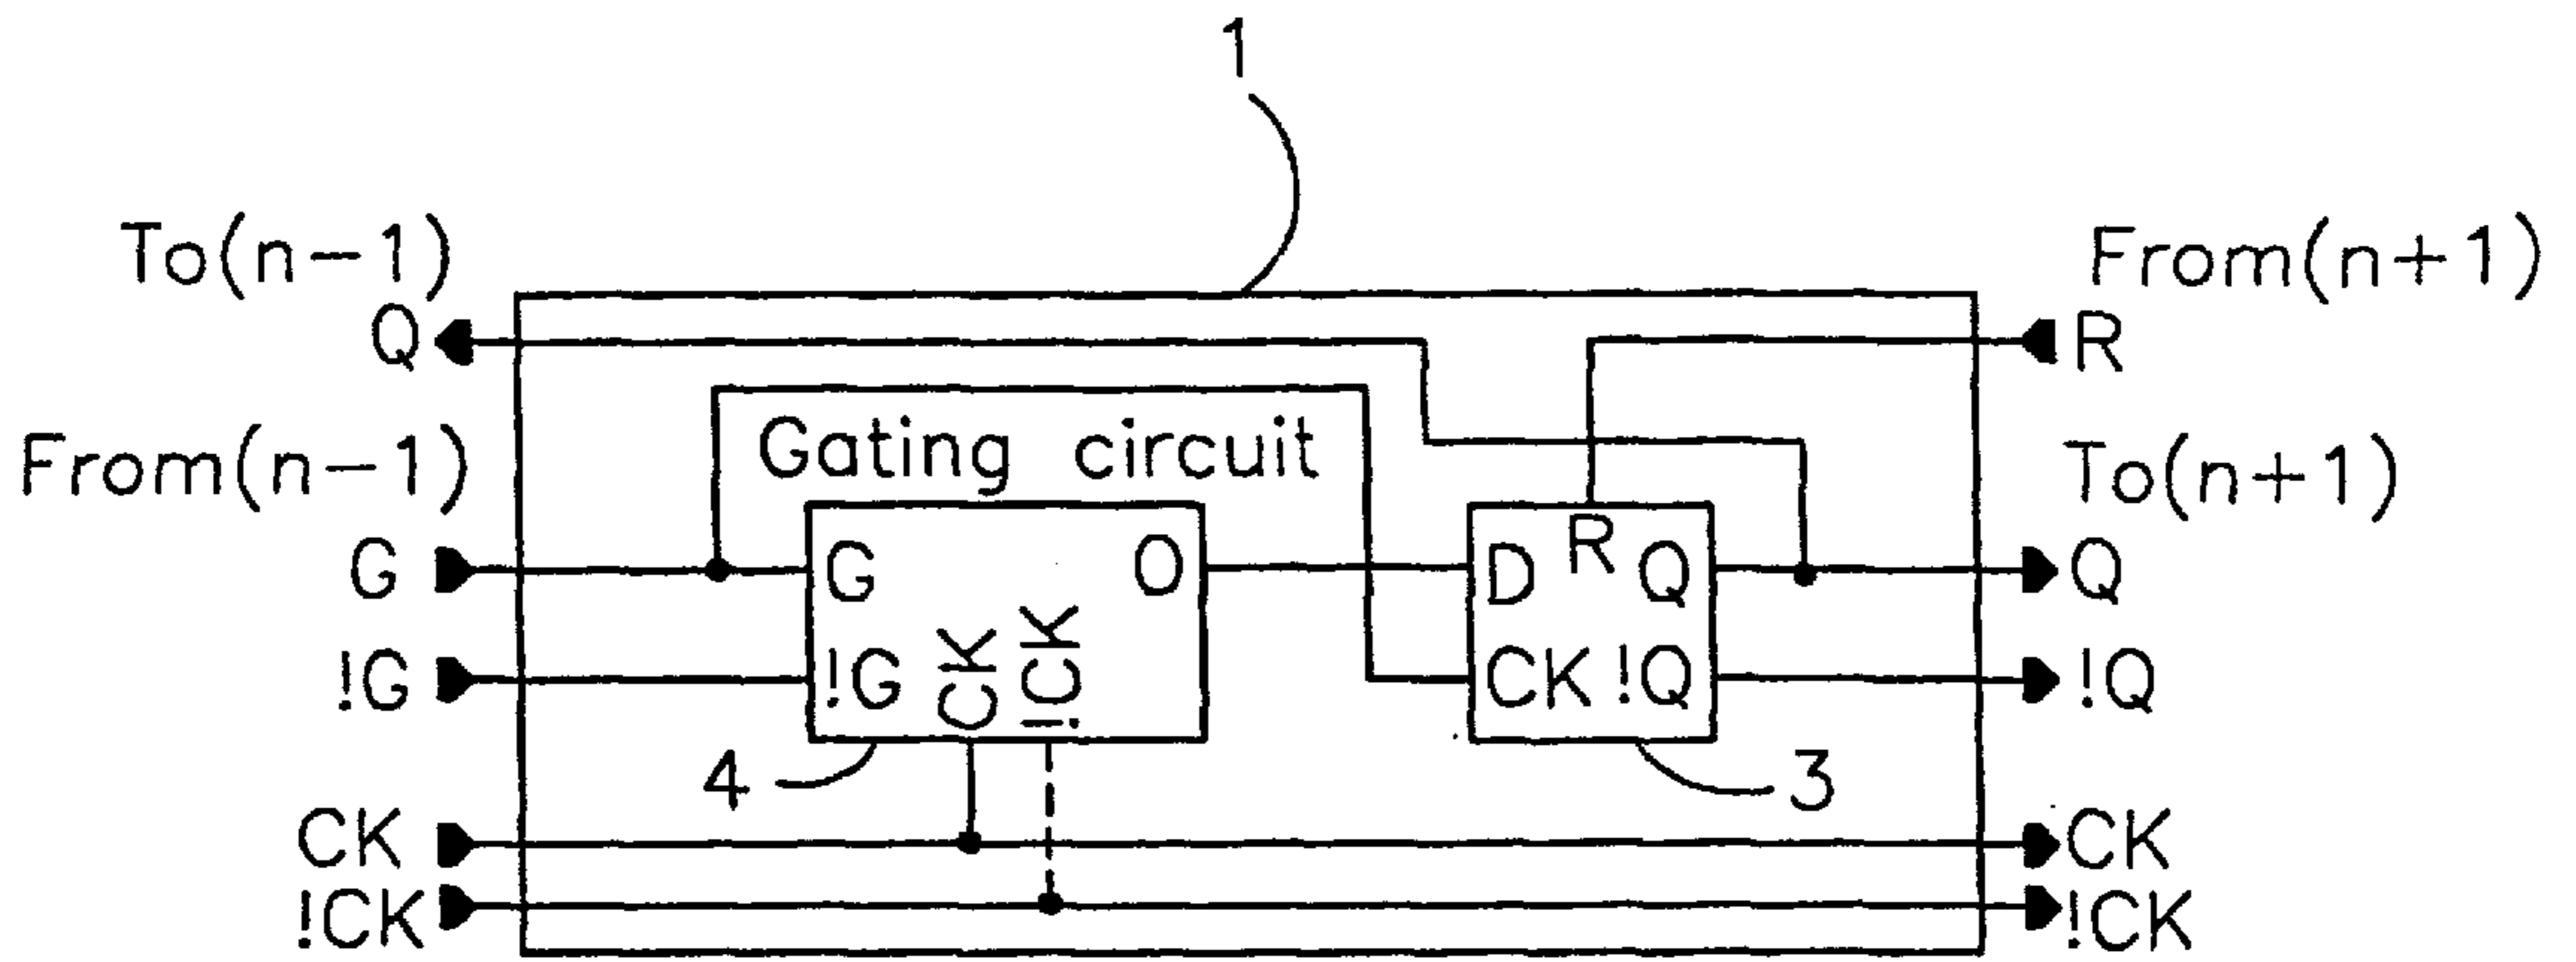 1
To(n-1)
From(n+1)
Q
R
From(n-1)
Gating circuit
To(n+1)
G
G
O
D
R
Q
Q
!G
!G
CK
!CK
CK
!Q
!Q
4
3
CK
CK
!CK
!CK